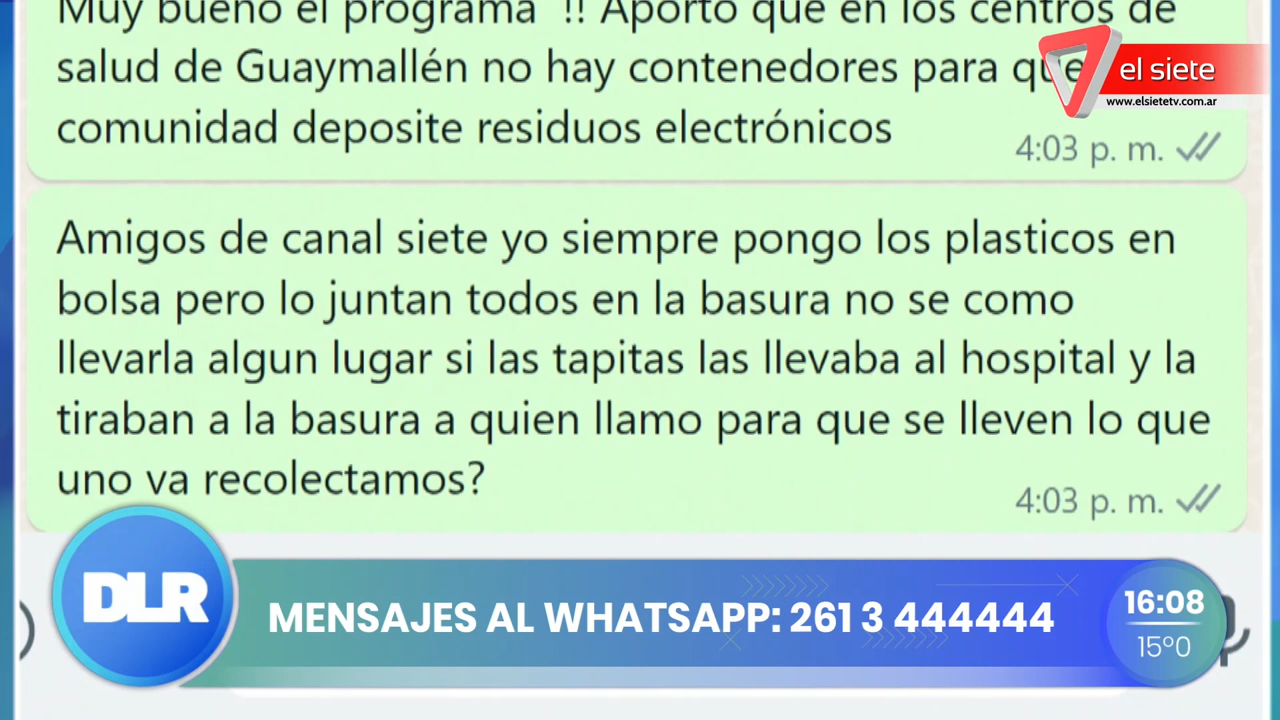 Muy bueno el programa !! Aporto que en los centros de
salud de Guaymallén no hay contenedores para que
comunidad deposite residuos electrónicos
4:03 p. m.
el siete
www.elsietetv.com.ar
Amigos de canal siete yo siempre pongo los plasticos en
bolsa pero lo juntan todos en la basura no se como
llevarla algun lugar si las tapitas las llevaba al hospital y la
tiraban a la basura a quien llamo para que se lleven lo que
uno va recolectamos?
4:03 p. m.
DLR
MENSAJES AL WHATSAPP: 261 3 444444
16:08
15°0